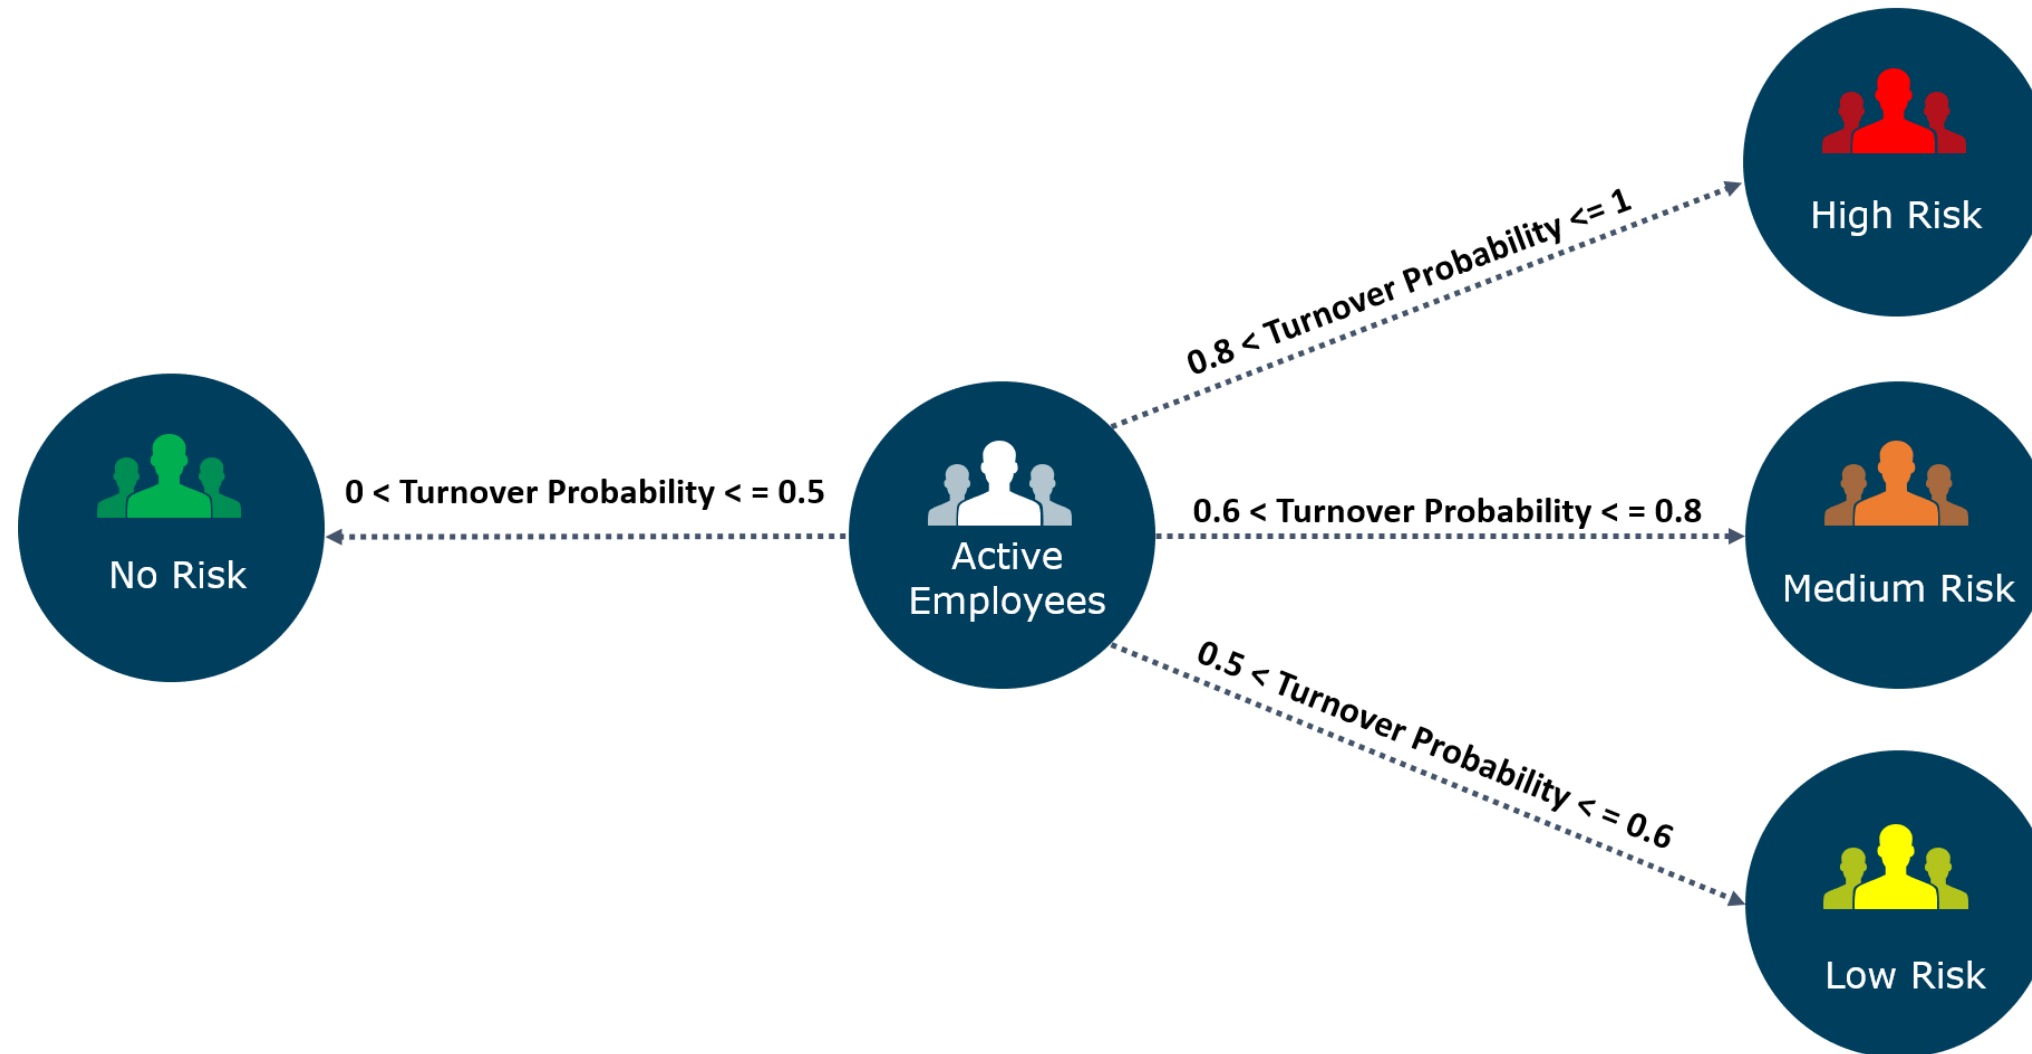 High Risk
0.8 < Turnover Probability <= 1
No Risk
0 < Turnover Probability < = 0.5
Active
Employees
0.6 < Turnover Probability < = 0.8
Medium Risk
0.5 < Turnover Probability < = 0.6
Low Risk